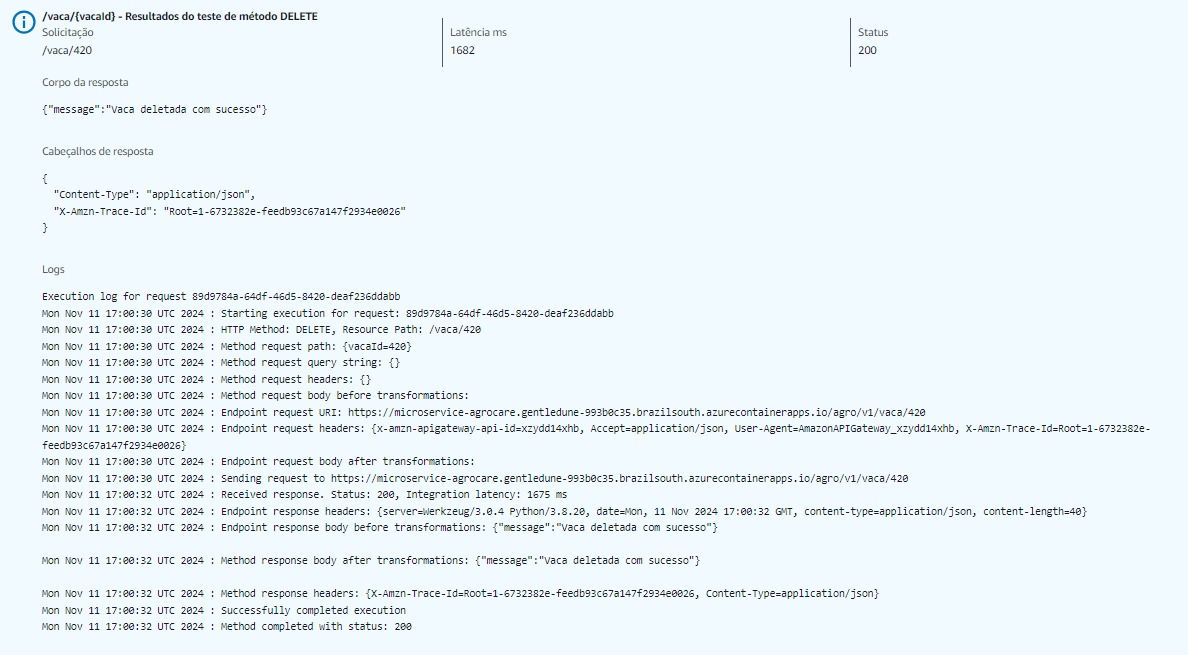 /vaca/{vacaId} - Resultados do teste de método DELETE
Solicitação
/vaca/420
Latência ms
1682
Status
200
Corpo da resposta
{"message":"Vaca deletada com sucesso"}
Cabeçalhos de resposta
{
  "Content-Type": "application/json",
  "X-Amzn-Trace-Id": "Root=1-6732382e-feedb93c67a147f2934e0026"
}
Logs
Execution log for request 89d9784a-64df-46d5-8420-deaf236ddabb
Mon Nov 11 17:00:30 UTC 2024 : Starting execution for request: 89d9784a-64df-46d5-8420-deaf236ddabb
Mon Nov 11 17:00:30 UTC 2024 : HTTP Method: DELETE, Resource Path: /vaca/420
Mon Nov 11 17:00:30 UTC 2024 : Method request path: {vacaId=420}
Mon Nov 11 17:00:30 UTC 2024 : Method request query string: {}
Mon Nov 11 17:00:30 UTC 2024 : Method request headers: {}
Mon Nov 11 17:00:30 UTC 2024 : Method request body before transformations:
Mon Nov 11 17:00:30 UTC 2024 : Endpoint request URI: https://microservice-agrocare.gentledune-993b0c35.brazilsouth.azurecontainerapps.io/agro/v1/vaca/420
Mon Nov 11 17:00:30 UTC 2024 : Endpoint request headers: {x-amzn-apigateway-api-id=xzydd14xhb, Accept=application/json, User-Agent=AmazonAPIGateway_xzydd14xhb, X-Amzn-Trace-Id=Root=1-6732382e-
feedb93c67a147f2934e0026}
Mon Nov 11 17:00:30 UTC 2024 : Endpoint request body after transformations:
Mon Nov 11 17:00:30 UTC 2024 : Sending request to https://microservice-agrocare.gentledune-993b0c35.brazilsouth.azurecontainerapps.io/agro/v1/vaca/420
Mon Nov 11 17:00:32 UTC 2024 : Received response. Status: 200, Integration latency: 1675 ms
Mon Nov 11 17:00:32 UTC 2024 : Endpoint response headers: {server=Werkzeug/3.0.4 Python/3.8.20, date=Mon, 11 Nov 2024 17:00:32 GMT, content-type=application/json, content-length=40}
Mon Nov 11 17:00:32 UTC 2024 : Endpoint response body before transformations: {"message":"Vaca deletada com sucesso"}
Mon Nov 11 17:00:32 UTC 2024 : Method response body after transformations: {"message":"Vaca deletada com sucesso"}
Mon Nov 11 17:00:32 UTC 2024 : Method response headers: {X-Amzn-Trace-Id=Root=1-6732382e-feedb93c67a147f2934e0026, Content-Type=application/json}
Mon Nov 11 17:00:32 UTC 2024 : Successfully completed execution
Mon Nov 11 17:00:32 UTC 2024 : Method completed with status: 200